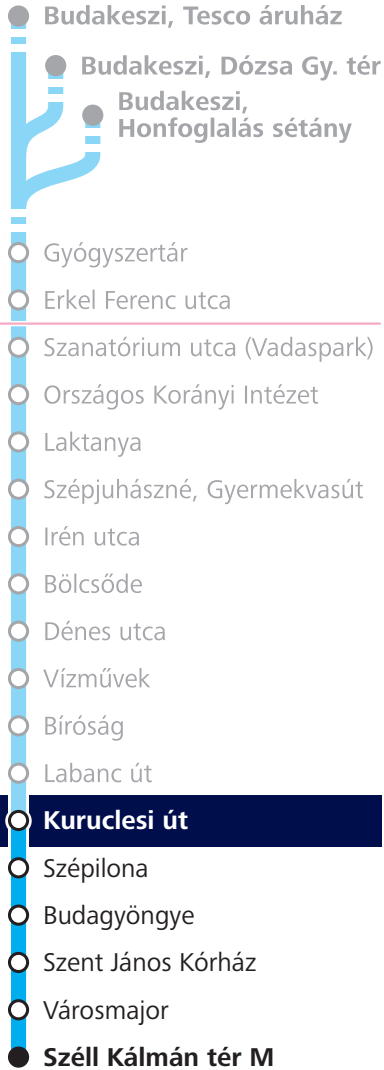 Budakeszi, Tesco áruház
Budakeszi, Dózsa Gy. tér
Budakeszi,
Honfoglalás sétány
Gyógyszertár
Erkel Ferenc utca
Szanatórium utca (Vadaspark)
Országos Korányi Intézet
Laktanya
Szépjuhászné, Gyermekvasút
Irén utca
Bölcsőde
Dénes utca
Vízművek
Bíróság
Labanc út
Kuruclesi út
Szépilona
Budagyöngye
Szent János Kórház
Városmajor
Széll Kálmán tér M